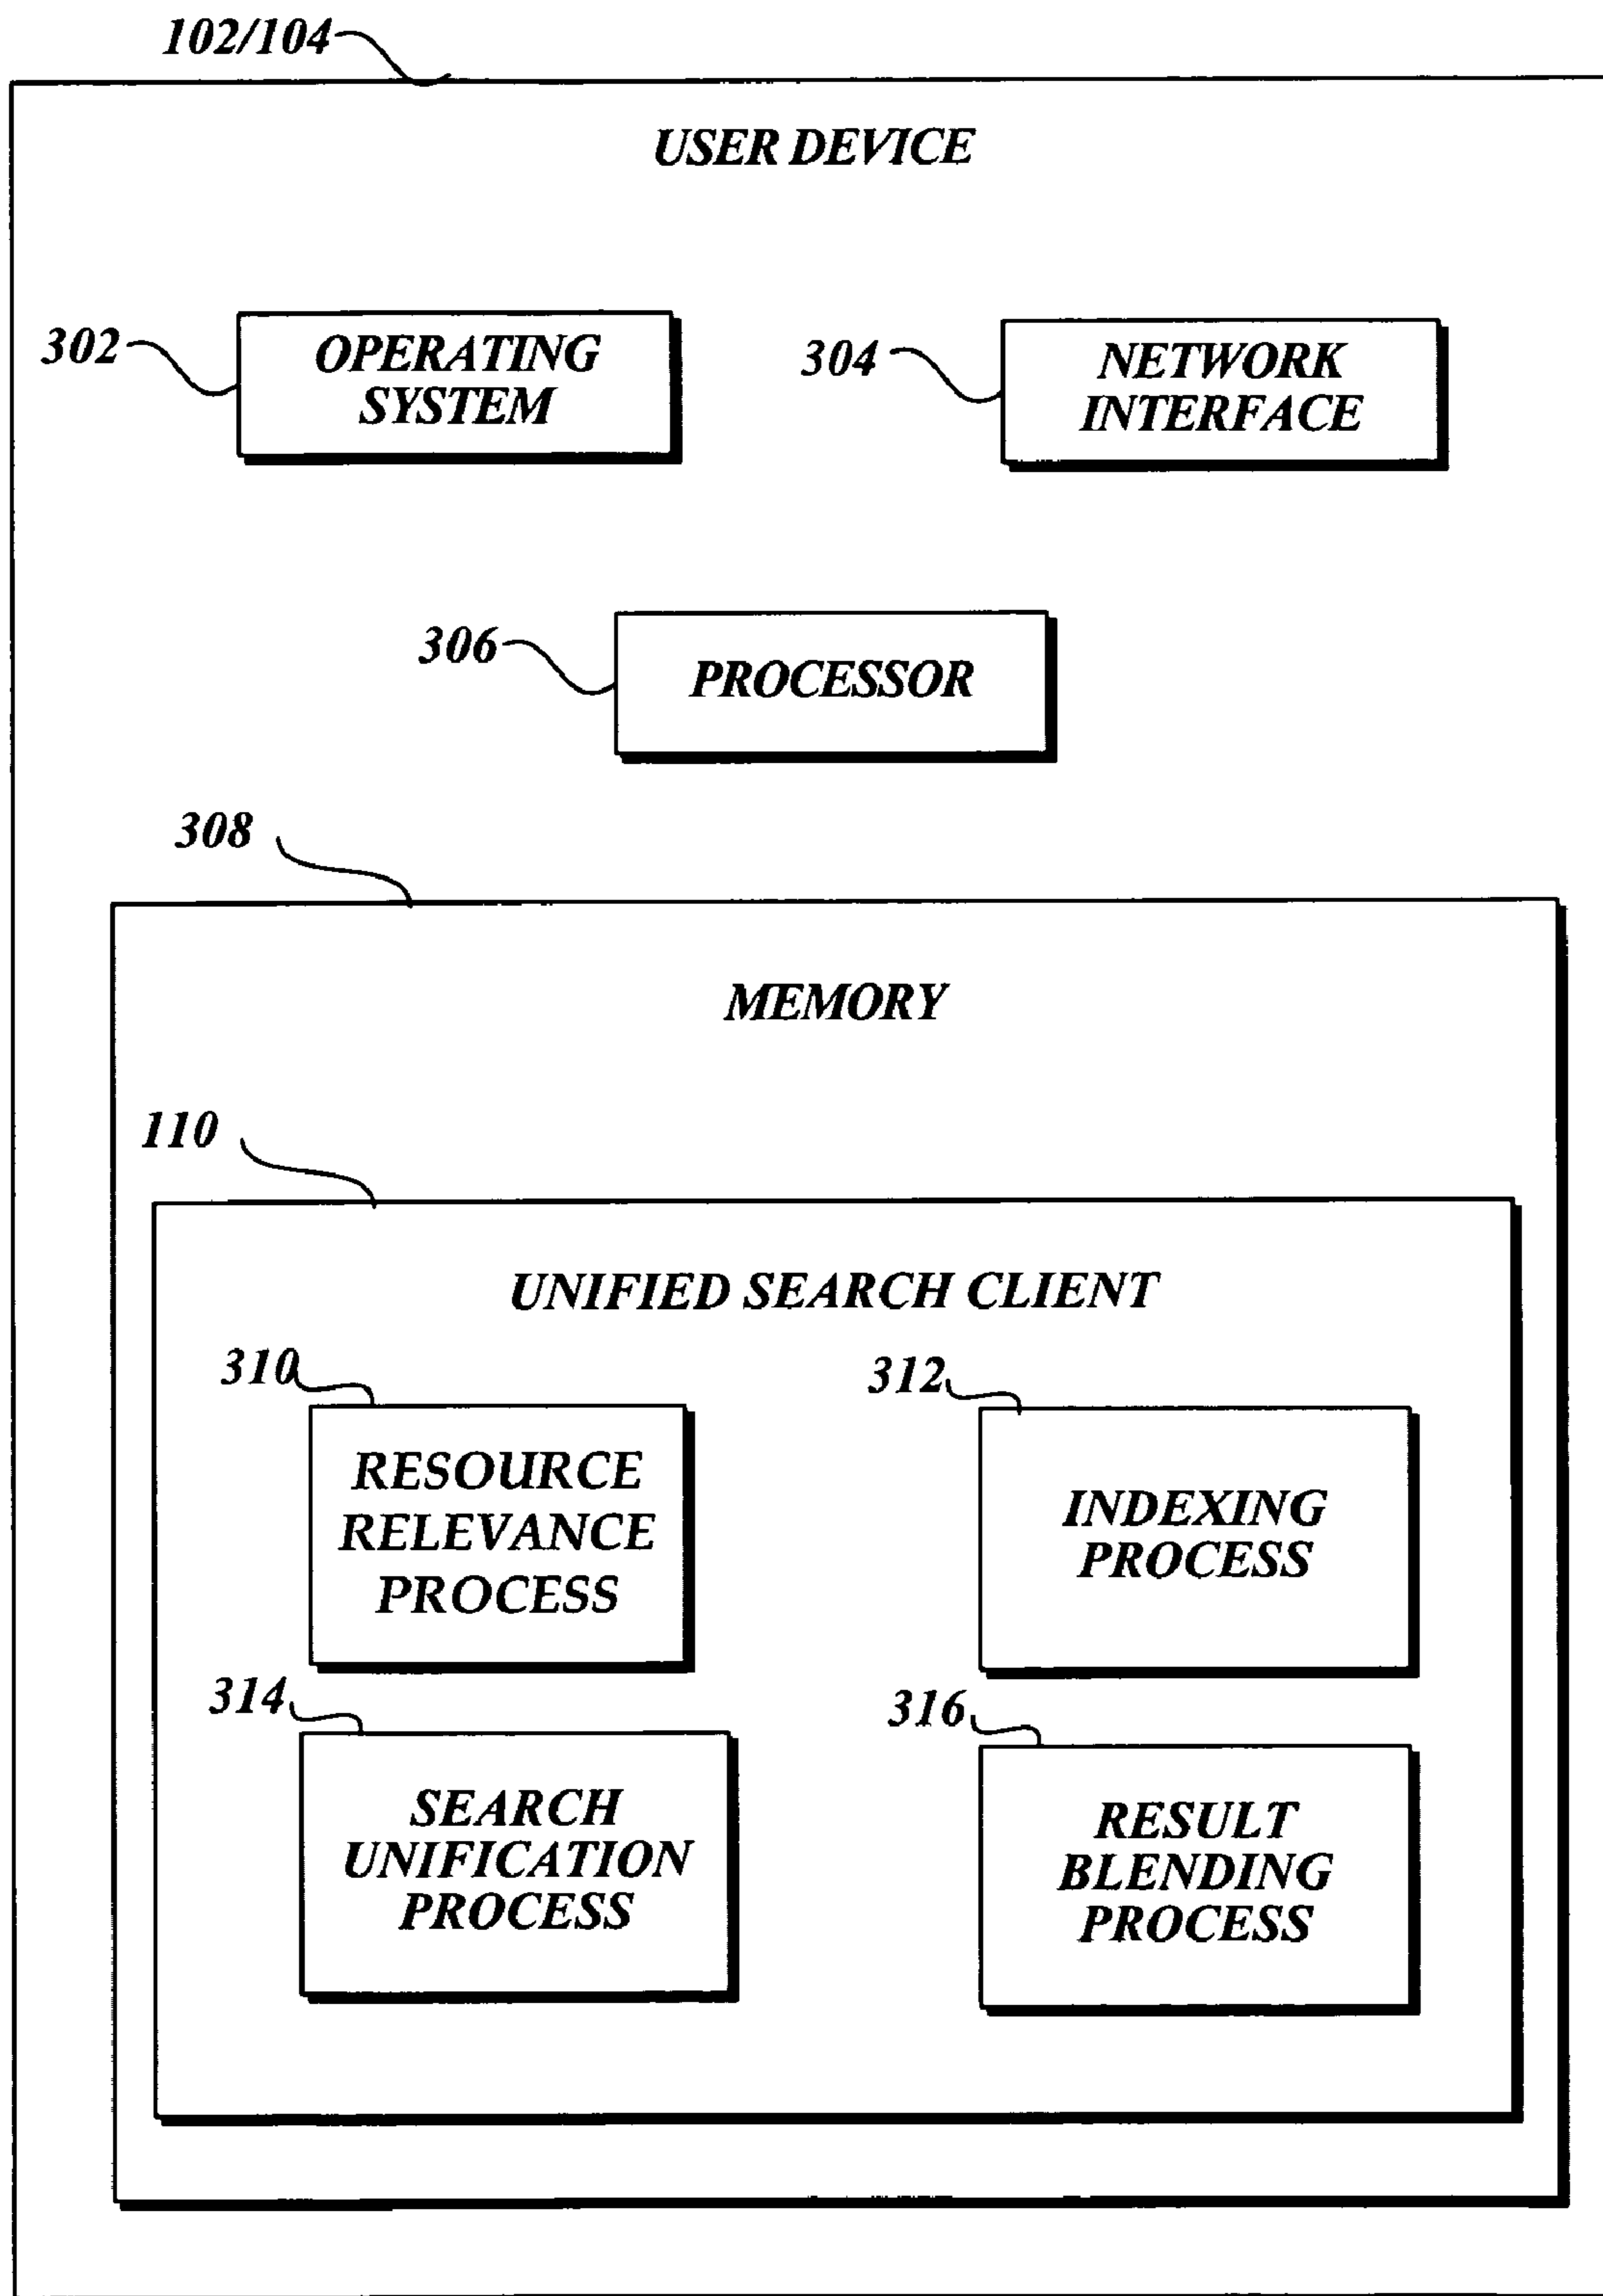 102/104
USER DEVICE
302
OPERATING
SYSTEM
304
NETWORK
INTERFACE
306
PROCESSOR
308
MEMORY
110
UNIFIED SEARCH CLIENT
310
RESOURCE
RELEVANCE
PROCESS
312
INDEXING
PROCESS
314
SEARCH
UNIFICATION
PROCESS
316
RESULT
BLENDING
PROCESS